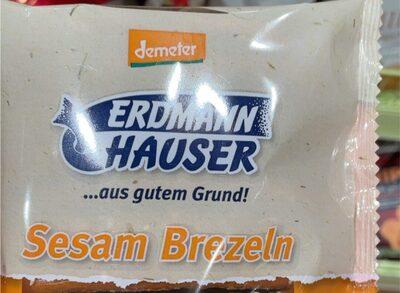 demeter
ERDMANN
HAUSER
...aus gutem Grund!
Sesam Brezeln